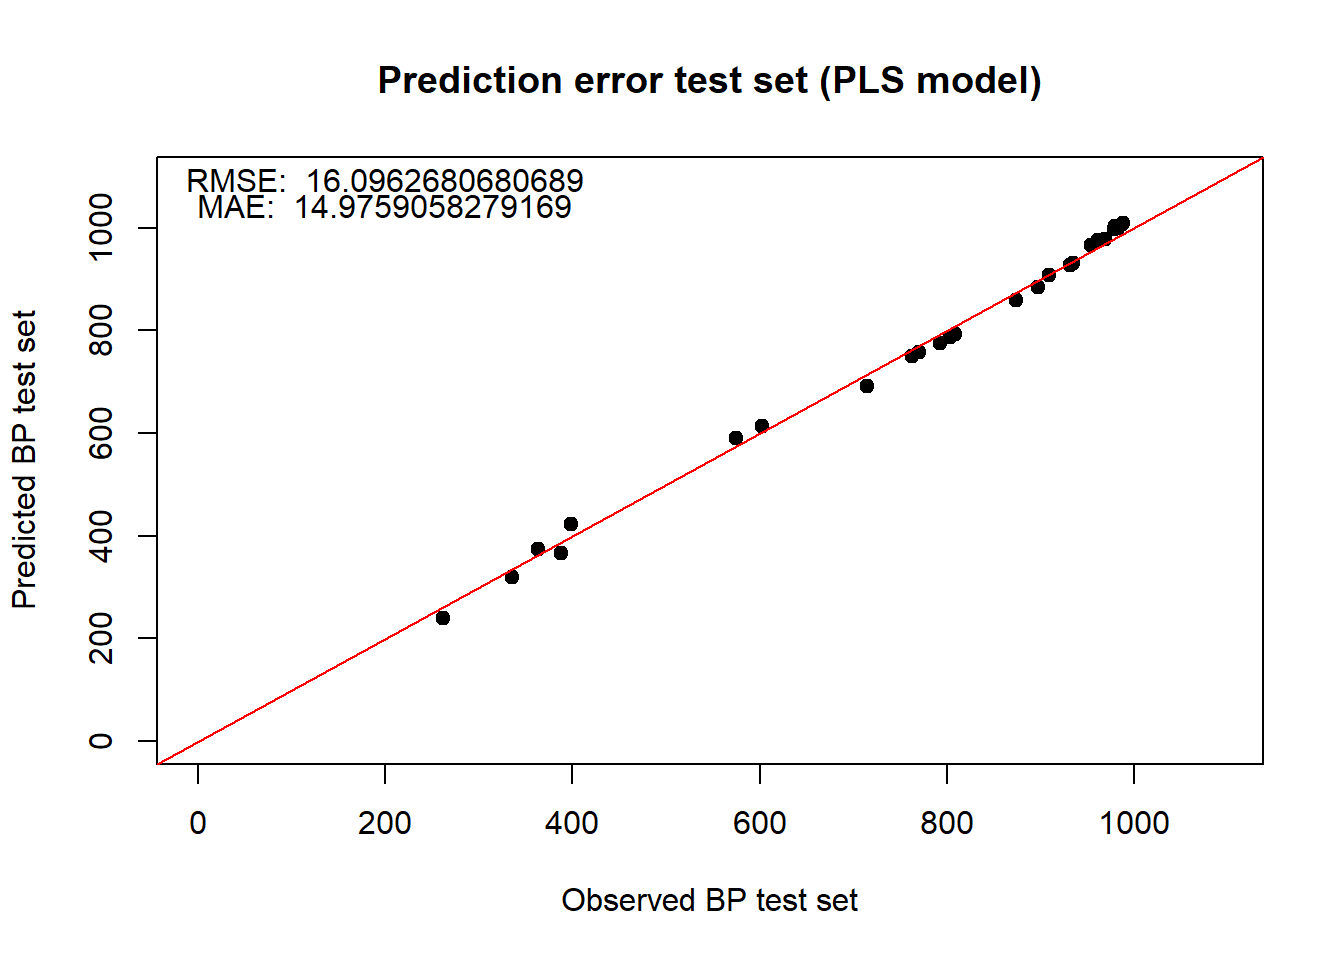 Prediction error test set (PLS model)
RMSE:  16.0962680680689
MAE:  14.9759058279169
Predicted BP test set
1000
800
600
400
200
0
0 200 400 600 800 1000
Observed BP test set